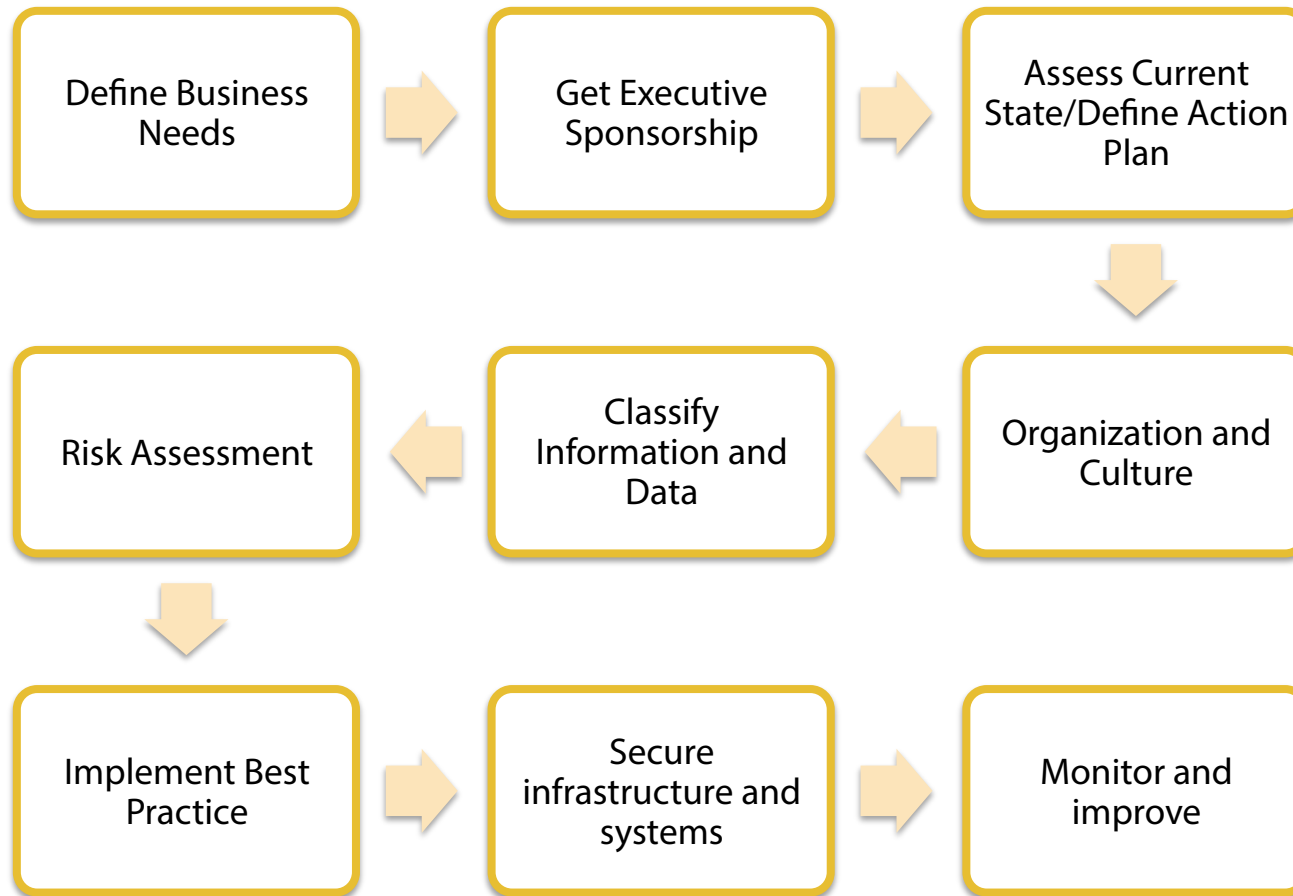 Define Business
Needs
Get Executive
Sponsorship
Assess Current
State/Define Action
Plan
Organization and
Culture
Classify
Information and
Data
Risk Assessment
Implement Best
Practice
Secure
infrastructure and
systems
Monitor and
improve